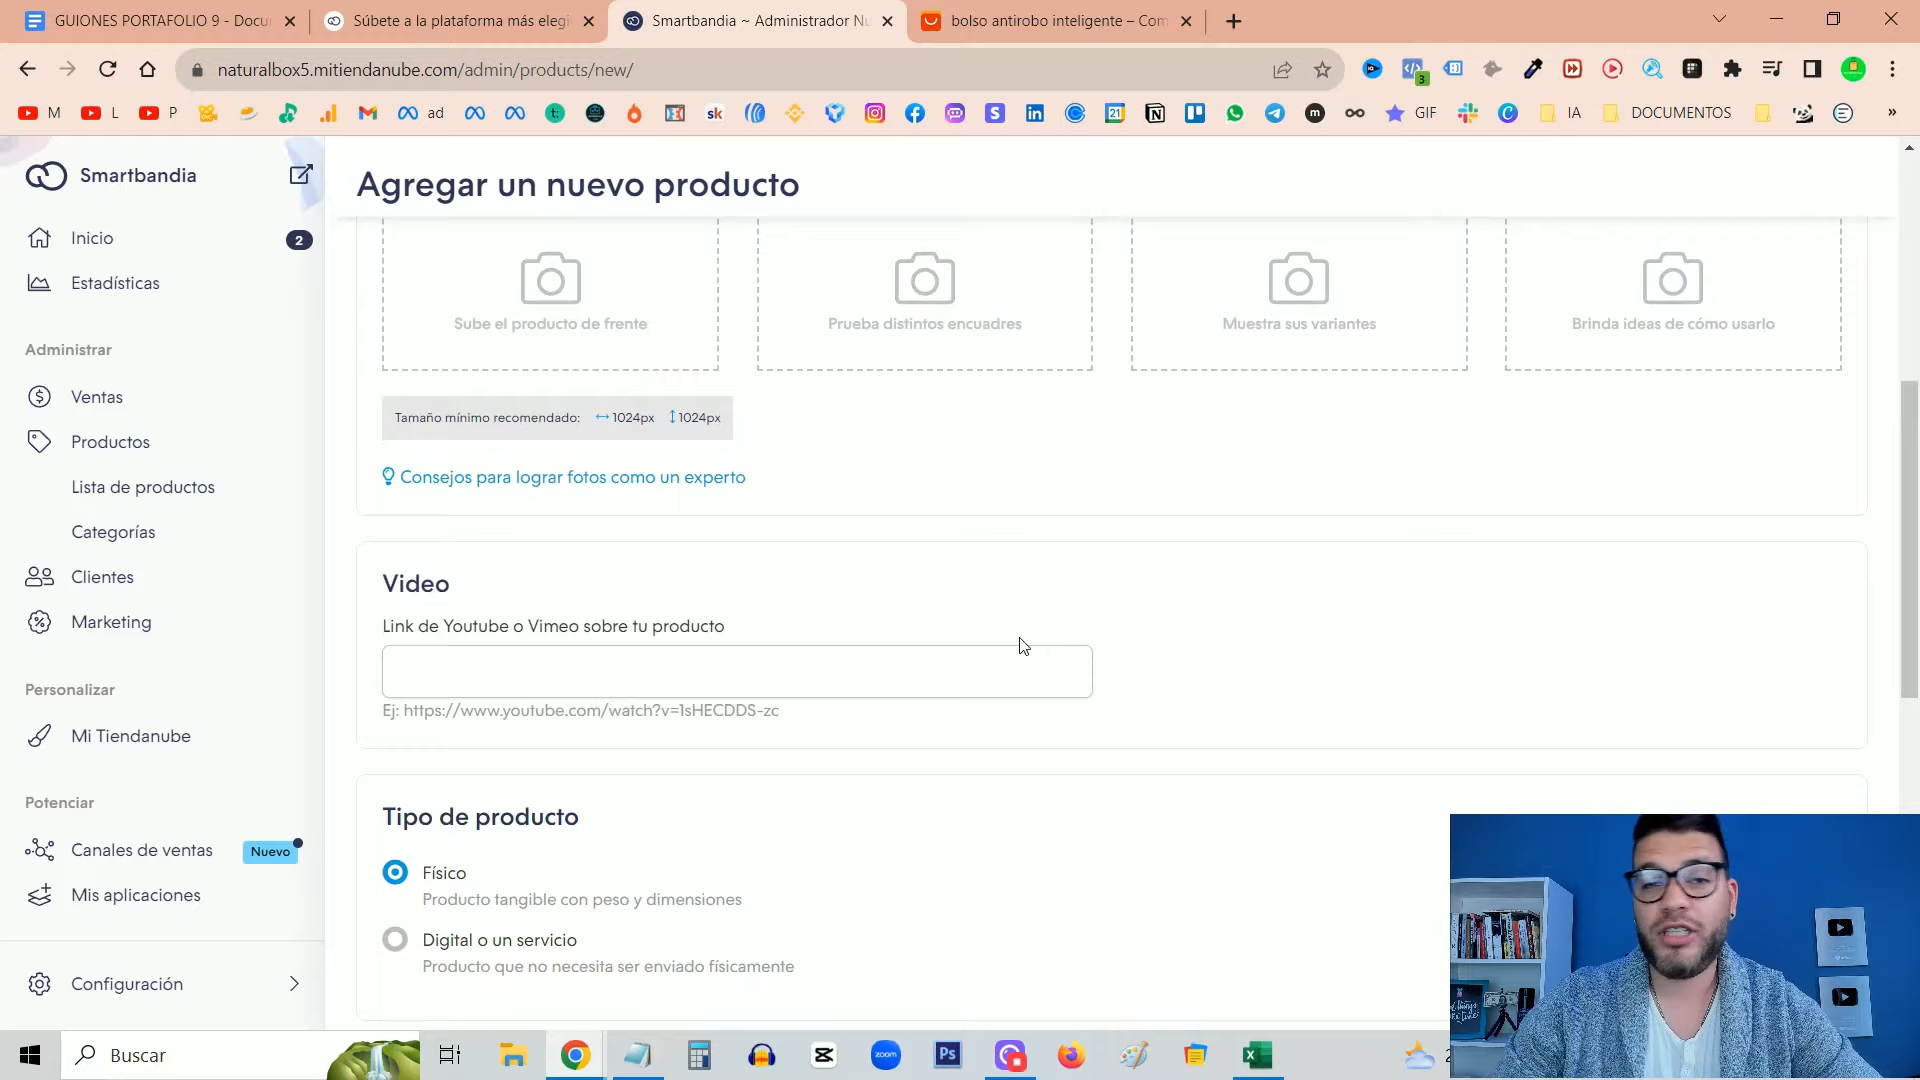 GUIONES PORTAFOLIO 9 - Docu
Súbete a la plataforma más elegi
Smartbandia ~ Administrador Nu
bolso antirobo inteligente – Com
naturalbox5.mitiendanube.com/admin/products/new/
3
M
L
P
ad
sk
21
m
GIF
IA
DOCUMENTOS
»
Smartbandia
Inicio
2
Estadísticas
Administrar
Ventas
Productos
Lista de productos
Categorías
Clientes
Marketing
Personalizar
Mi Tiendanube
Potenciar
Canales de ventas
Nuevo
Mis aplicaciones
Configuración
Agregar un nuevo producto
Sube el producto de frente
Prueba distintos encuadres
Muestra sus variantes
Brinda ideas de cómo usarlo
Tamaño mínimo recomendado: 1024px 1024px
Consejos para lograr fotos como un experto
Video
Link de Youtube o Vimeo sobre tu producto
Ej: https://www.youtube.com/watch?v=1sHECDDS-zc
Tipo de producto
Físico
Producto tangible con peso y dimensiones
Digital o un servicio
Producto que no necesita ser enviado físicamente
Buscar
zoom
Ps
2